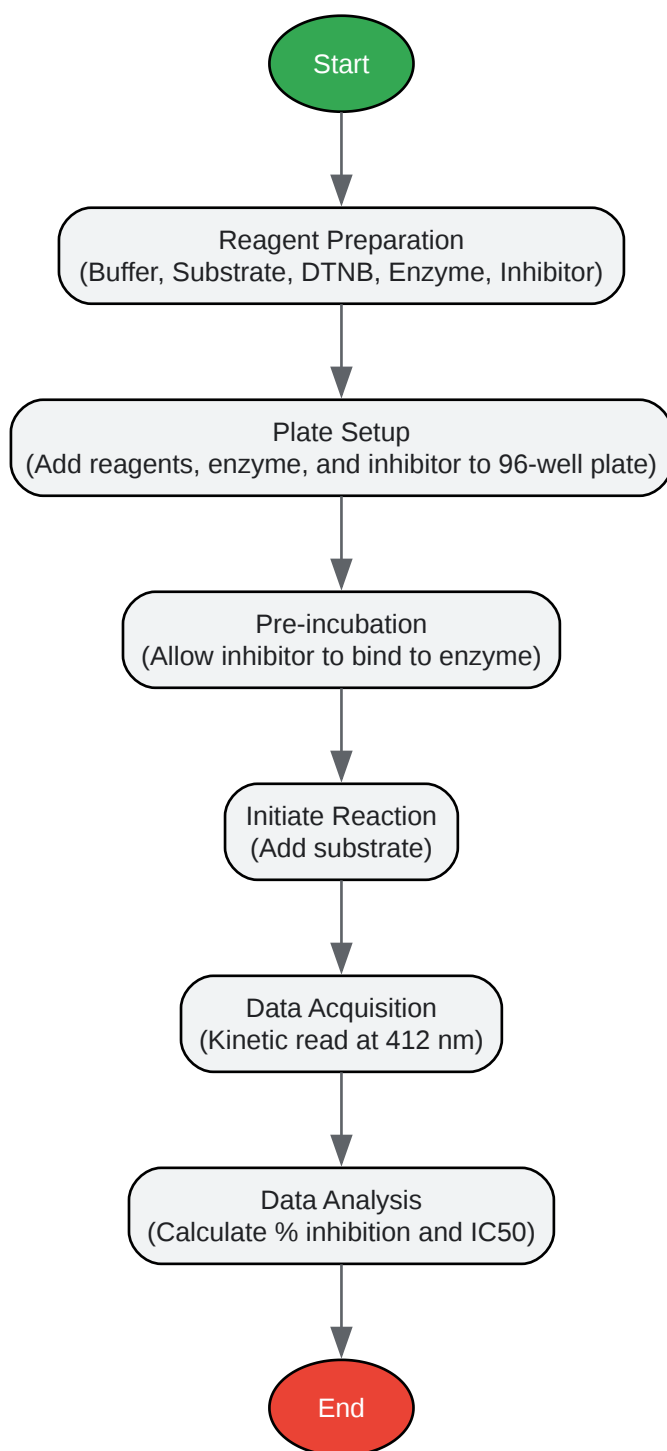 Start
Reagent Preparation
(Buffer, Substrate, DTNB, Enzyme, Inhibitor)
Plate Setup
(Add reagents, enzyme, and inhibitor to 96-well plate)
Pre-incubation
(Allow inhibitor to bind to enzyme)
Initiate Reaction
(Add substrate)
Data Acquisition
(Kinetic read at 412 nm)
Data Analysis
(Calculate % inhibition and IC50)
End